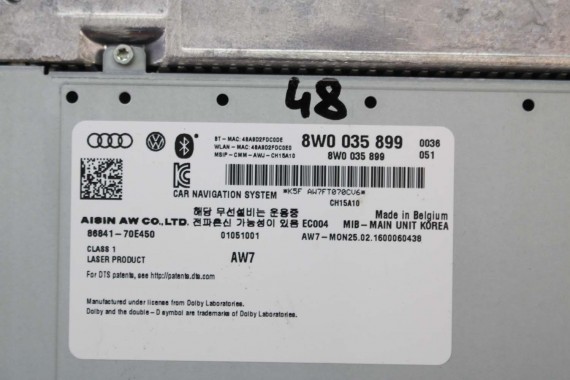 48
BT - MAC: 48A9D2FDC0DE
WLAN - MAC: 48A9D2FDC0E0
MSIP-CMM-AWJ-CH15A10
8W0 035 899 0036
8W0 035 899 051
CAR NAVIGATION SYSTEM *K5F AW7FT070CV6*
CH15A10
해당 무선설비는 운용중 Made in Belgium
AISIN AW CO.,LTD. 전파혼신 가능성이 있음 EC004 MIB-MAIN UNIT KOREA
86841-70E450 01051001 AW7-MON25.02.1600060438
CLASS 1
LASER PRODUCT AW7
For DTS patents, see http://patents.dts.com
Manufactured under license from Dolby Laboratories.
Dolby and the double-D symbol are trademarks of Dolby Laboratories.